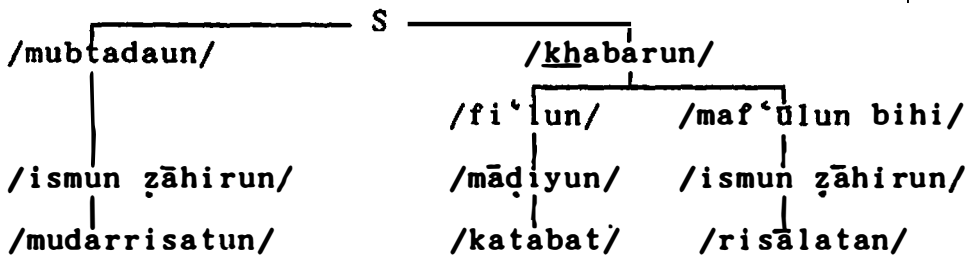 S
/mubtadaun/ /khabarun/
/fi‘lun/ /maf‘ūlun bihi/
/ismun ẓāhirun/ /māḍiyun/ /ismun ẓāhirun/
/mudarrisatun/ /katabat/ /risālatan/